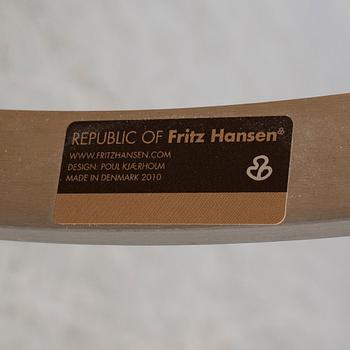 REPUBLIC OF Fritz Hansen®
WWW.FRITZHANSEN.COM
DESIGN: POUL KJÆRHOLM
MADE IN DENMARK 2010